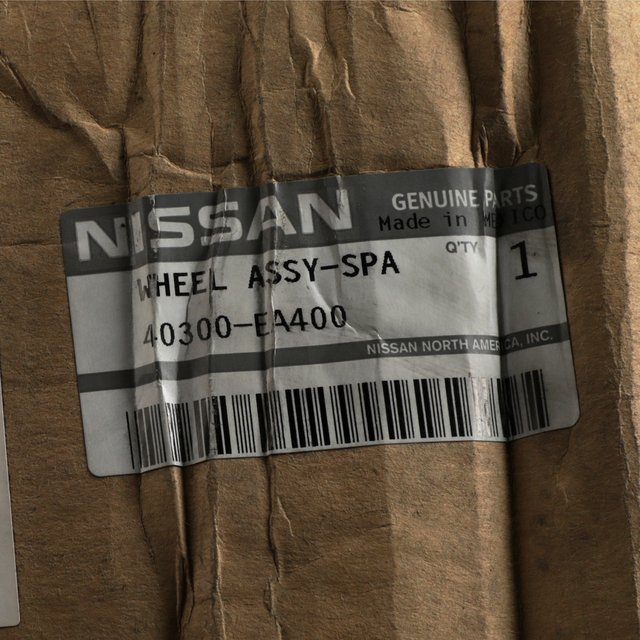 NISSAN GENUINE PARTS
Made in MEXICO
WHEEL ASSY-SPA Q'TY 1
40300-EA400
NISSAN NORTH AMERICA, INC.